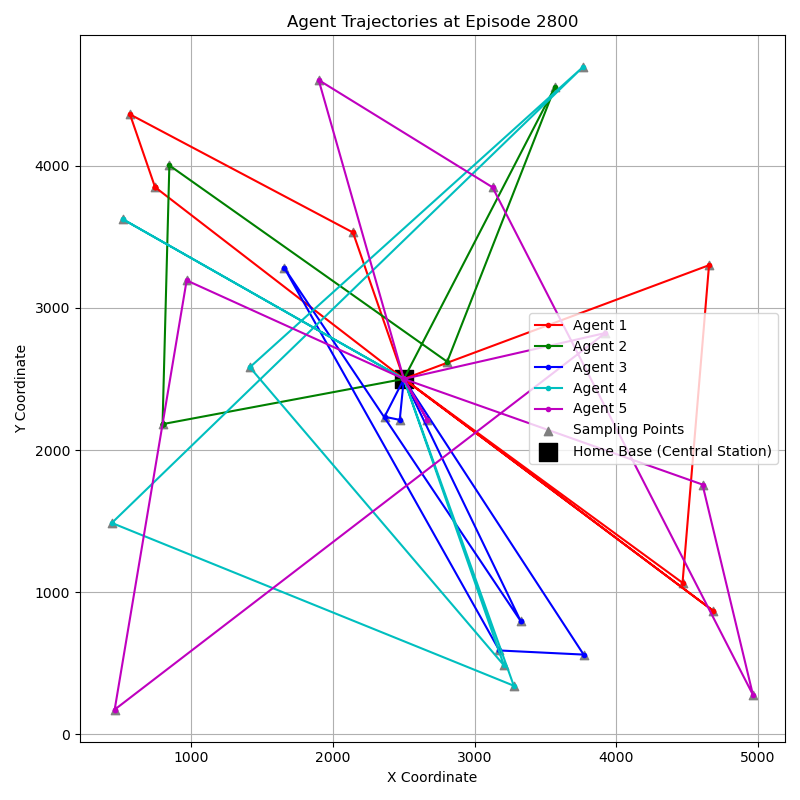 Agent Trajectories at Episode 2800
Y Coordinate
4000
3000
2000
1000
0
Agent 1
Agent 2
Agent 3
Agent 4
Agent 5
Sampling Points
Home Base (Central Station)
1000
2000
3000
4000
5000
X Coordinate